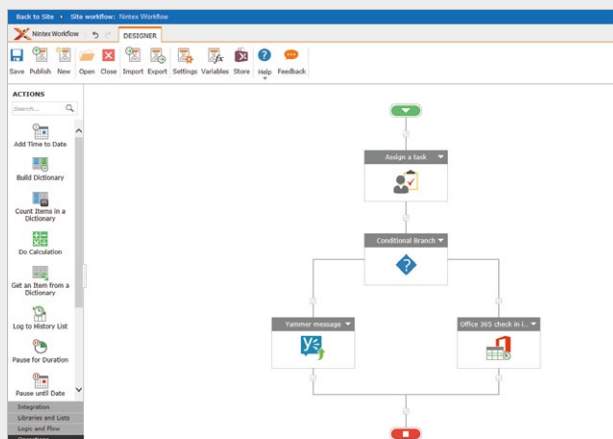 Back to Site
Site workflow: Nintex Workflow
Nintex Workflow
DESIGNER
Save Publish New Open Close Import Export Settings Variables Store Help Feedback
ACTIONS
Search...
Add Time to Date
Build Dictionary
Count Items in a
Dictionary
Do Calculation
Get an Item from a
Dictionary
Log to History List
Pause for Duration
Pause until Date
Integration
Libraries and Lists
Logic and Flow
Operations
Assign a task
Conditional Branch
?
Yammer message
Office 365 check in i...